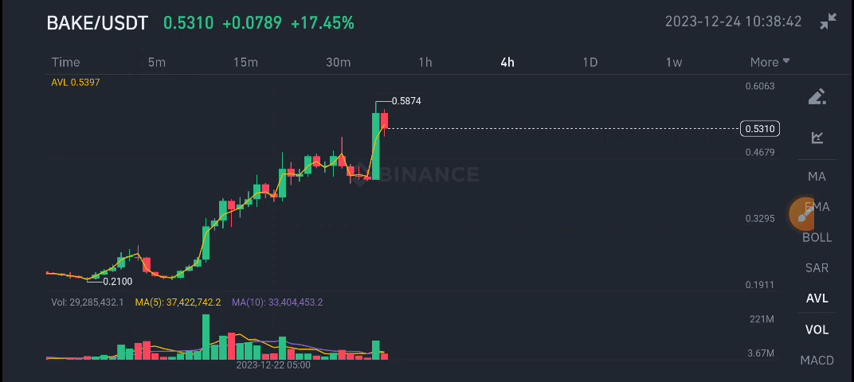 BAKE/USDT 0.5310 +0.0789 +17.45% 2023-12-24 10:38:42
Time 5m 15m 30m 1h 4h 1D 1w More
AVL 0.5397
0.6063
0.5874
0.5310
0.4679
BINANCE
0.3295
0.2100
0.1911
Vol: 29,285,432.1 MA(5): 37,422,742.2 MA(10): 33,404,453.2
221M
3.67M
2023-12-22 05:00
MA
EMA
BOLL
SAR
AVL
VOL
MACD